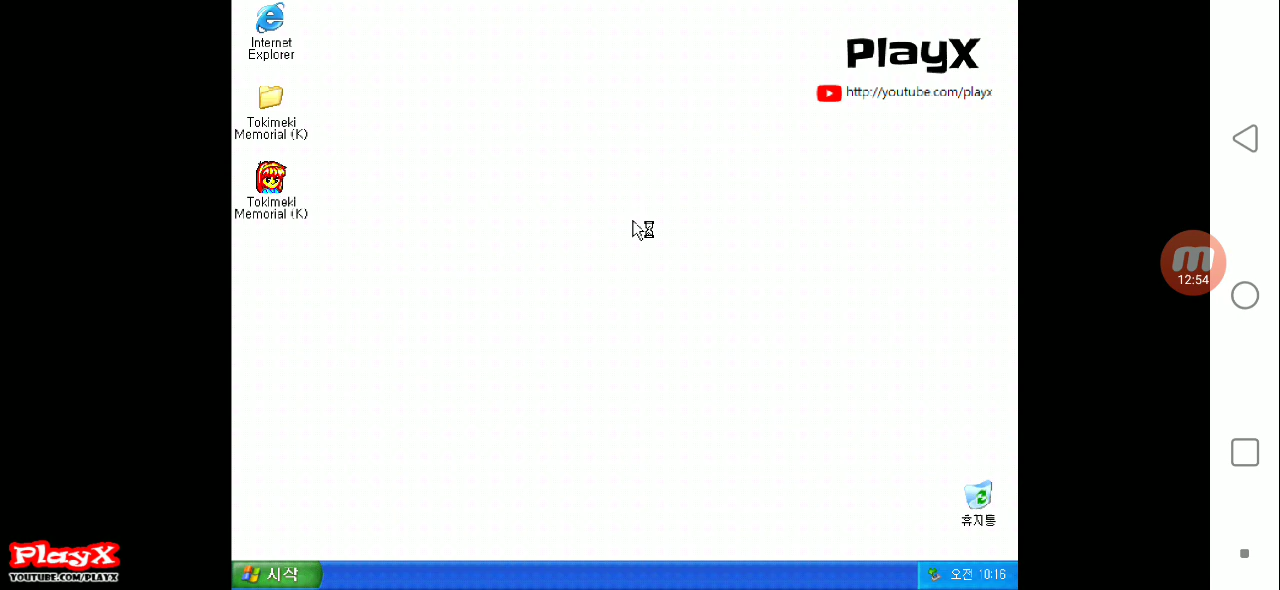 Internet
Explorer
PlayX
http://youtube.com/playx
Tokimeki
Memorial (K)
Tokimeki
Memorial (K)
12:54
휴지통
PlayX
YOUTUBE.COM/PLAYX
시작
오전 10:16